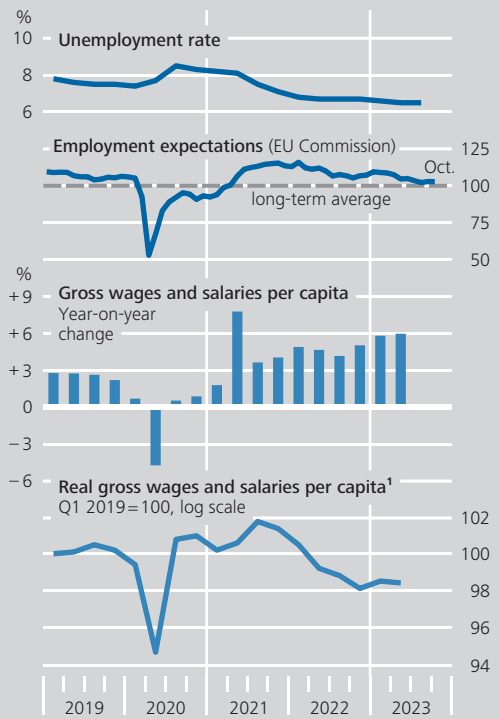 %
10
Unemployment rate
8
6
Employment expectations (EU Commission)
125
Oct.
100
long-term average
75
50
%
+9
Gross wages and salaries per capita
Year-on-year
change
+6
+3
0
−3
−6
Real gross wages and salaries per capita¹
Q1 2019=100, log scale
102
100
98
96
94
2019 2020 2021 2022 2023